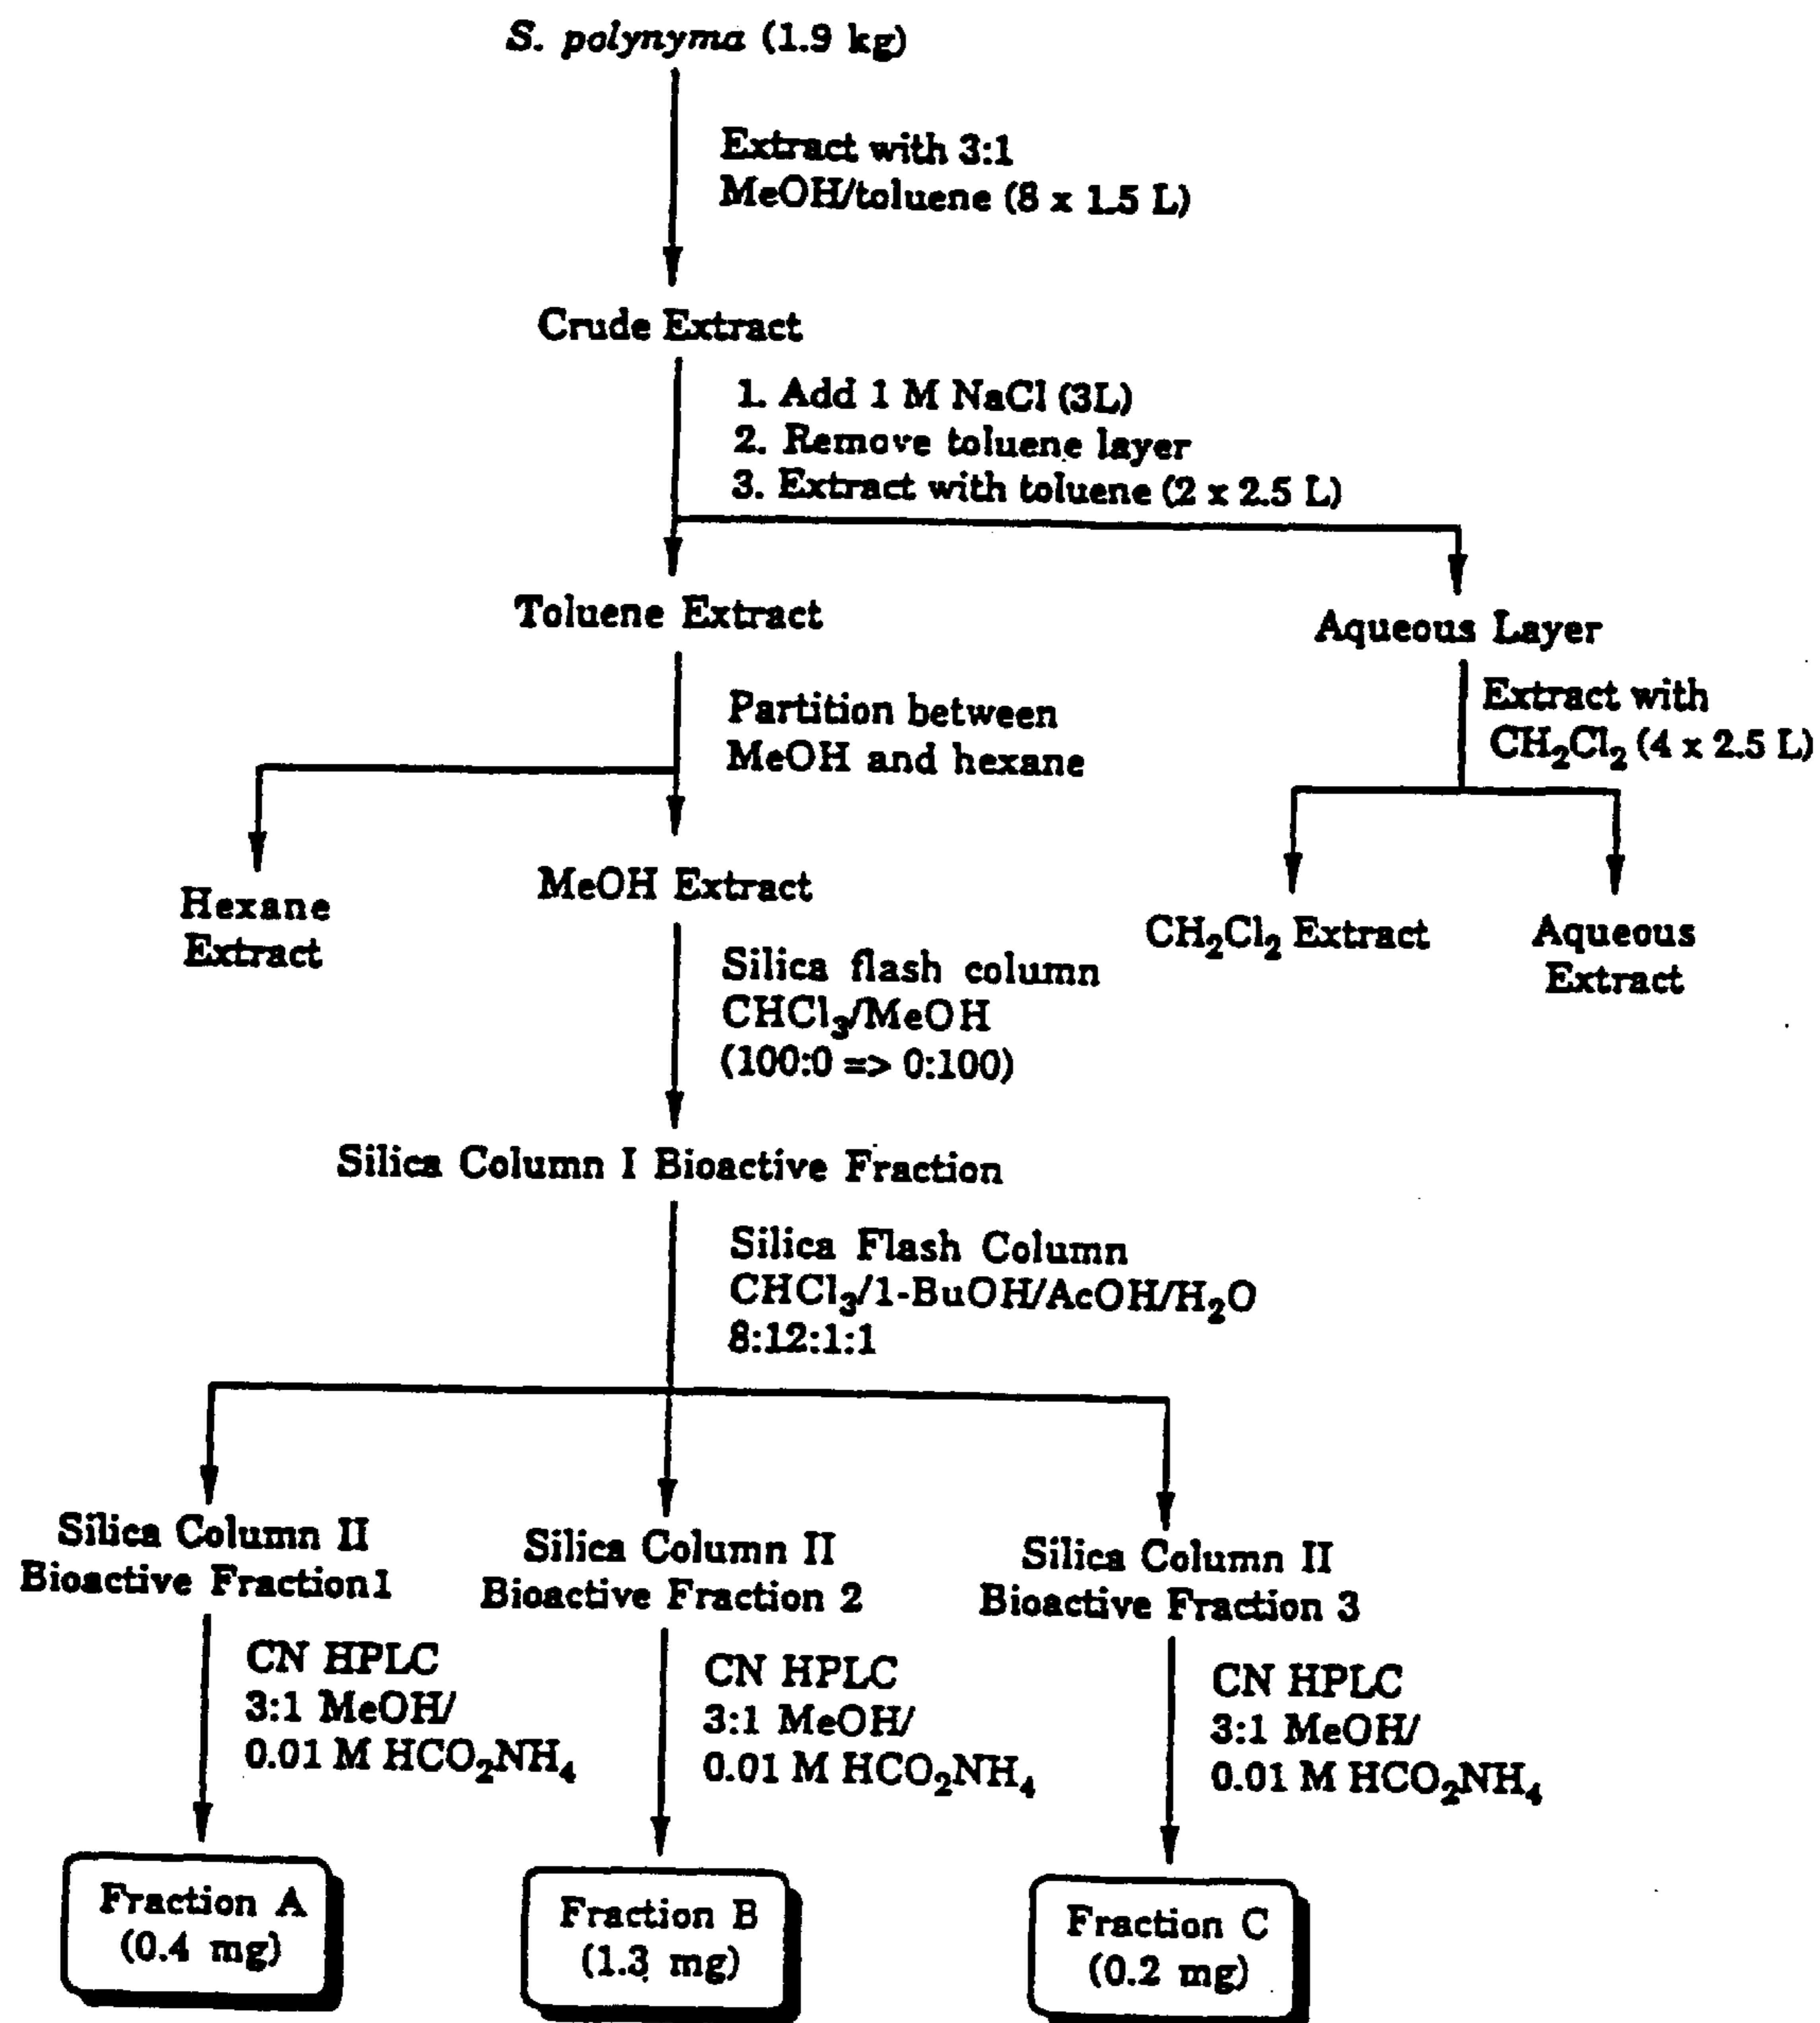 S. polynyma (1.9 kg)
Extract with 3:1
MeOH/toluene (8 x 1.5 L)
Crude Extract
1. Add 1 M NaCl (3L)
2. Remove toluene layer
3. Extract with toluene (2 x 2.5 L)
Toluene Extract
Aqueous Layer
Partition between
MeOH and hexane
Extract with
CH₂Cl₂ (4 x 2.5 L)
Hexane
Extract
MeOH Extract
CH₂Cl₂ Extract
Aqueous
Extract
Silica flash column
CHCl₃/MeOH
(100:0 => 0:100)
Silica Column I Bioactive Fraction
Silica Flash Column
CHCl₃/1-BuOH/AcOH/H₂O
8:12:1:1
Silica Column II
Bioactive Fraction1
Silica Column II
Bioactive Fraction 2
Silica Column II
Bioactive Fraction 3
CN HPLC
3:1 MeOH/
0.01 M HCO₂NH₄
CN HPLC
3:1 MeOH/
0.01 M HCO₂NH₄
CN HPLC
3:1 MeOH/
0.01 M HCO₂NH₄
Fraction A
(0.4 mg)
Fraction B
(1.3 mg)
Fraction C
(0.2 mg)